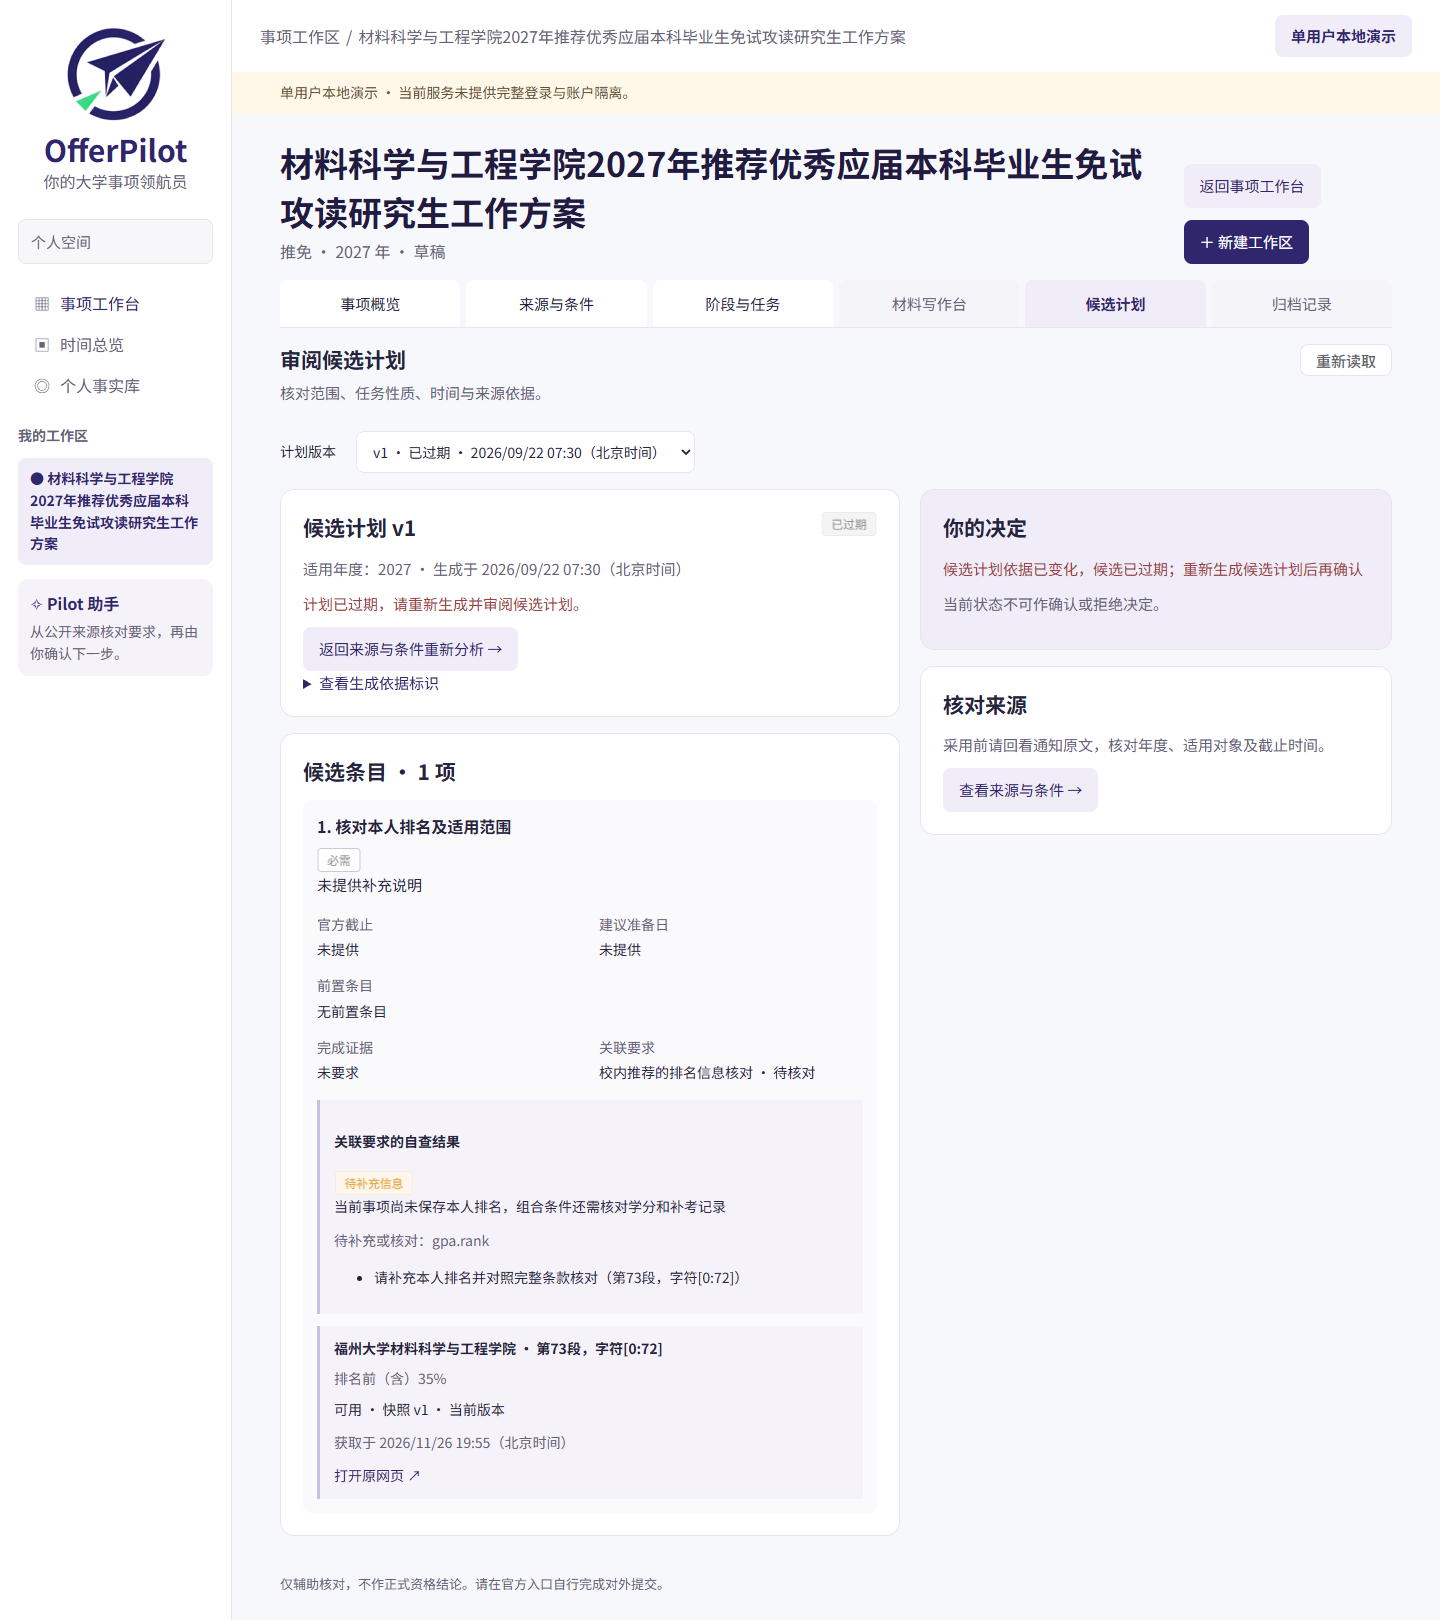 OfferPilot
你的大学事项领航员
个人空间
事项工作台
时间总览
个人事实库
我的工作区
材料科学与工程学院
2027年推荐优秀应届本科
毕业生免试攻读研究生工作
方案
Pilot 助手
从公开来源核对要求，再由
你确认下一步。
事项工作区 / 材料科学与工程学院2027年推荐优秀应届本科毕业生免试攻读研究生工作方案
单用户本地演示
单用户本地演示 · 当前服务未提供完整登录与账户隔离。
材料科学与工程学院2027年推荐优秀应届本科毕业生免试
攻读研究生工作方案
推免 · 2027 年 · 草稿
返回事项工作台
＋ 新建工作区
事项概览
来源与条件
阶段与任务
材料写作台
候选计划
归档记录
审阅候选计划
重新读取
核对范围、任务性质、时间与来源依据。
计划版本
v1 · 已过期 · 2026/09/22 07:30（北京时间）
候选计划 v1
已过期
适用年度：2027 · 生成于 2026/09/22 07:30（北京时间）
计划已过期，请重新生成并审阅候选计划。
返回来源与条件重新分析 →
▶ 查看生成依据标识
候选条目 · 1 项
1. 核对本人排名及适用范围
必需
未提供补充说明
官方截止
未提供
建议准备日
未提供
前置条目
无前置条目
完成证据
未要求
关联要求
校内推荐的排名信息核对 · 待核对
关联要求的自查结果
待补充信息
当前事项尚未保存本人排名，组合条件还需核对学分和补考记录
待补充或核对：gpa.rank
• 请补充本人排名并对照完整条款核对（第73段，字符[0:72]）
福州大学材料科学与工程学院 · 第73段，字符[0:72]
排名前（含）35%
可用 · 快照 v1 · 当前版本
获取于 2026/11/26 19:55（北京时间）
打开原网页 ↗
你的决定
候选计划依据已变化，候选已过期；重新生成候选计划后再确认
当前状态不可作确认或拒绝决定。
核对来源
采用前请回看通知原文，核对年度、适用对象及截止时间。
查看来源与条件 →
仅辅助核对，不作正式资格结论。请在官方入口自行完成对外提交。